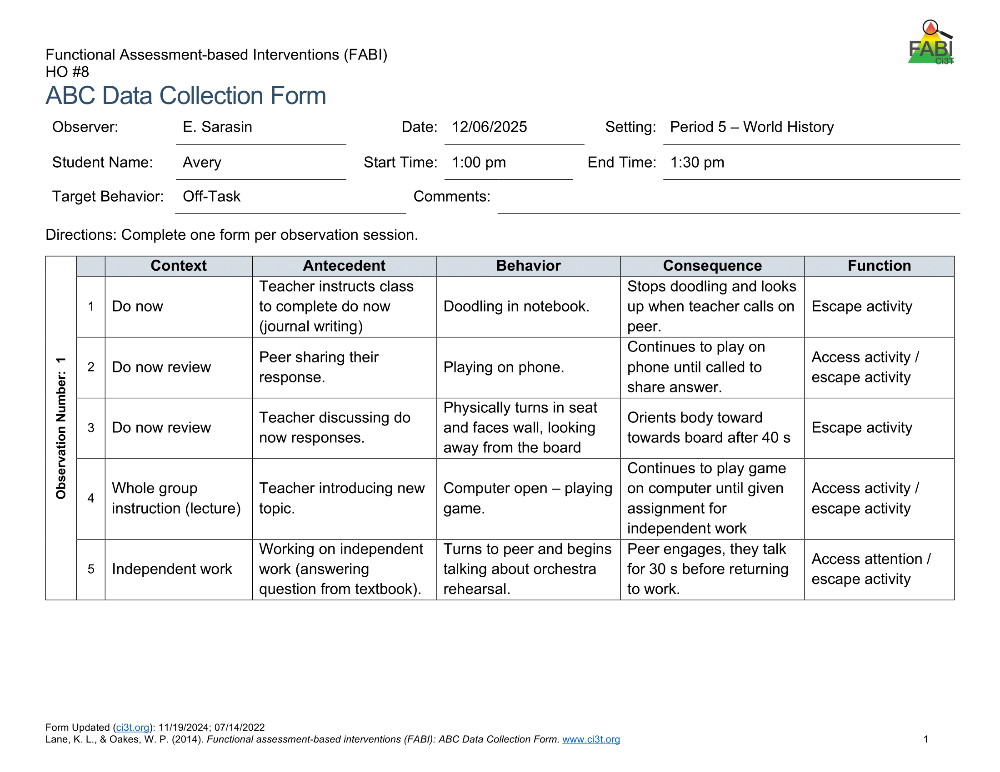 FABI
Ci3T
Functional Assessment-based Interventions (FABI)
HO #8
ABC Data Collection Form
Observer: E. Sarasin Date: 12/06/2025 Setting: Period 5 – World History
Student Name: Avery Start Time: 1:00 pm End Time: 1:30 pm
Target Behavior: Off-Task Comments:
Directions: Complete one form per observation session.
Observation Number: 1
Context Antecedent Behavior Consequence Function
1
Do now
Teacher instructs class
to complete do now
(journal writing)
Doodling in notebook.
Stops doodling and looks
up when teacher calls on
peer.
Escape activity
2
Do now review
Peer sharing their
response.
Playing on phone.
Continues to play on
phone until called to
share answer.
Access activity /
escape activity
3
Do now review
Teacher discussing do
now responses.
Physically turns in seat
and faces wall, looking
away from the board
Orients body toward
towards board after 40 s
Escape activity
4
Whole group
instruction (lecture)
Teacher introducing new
topic.
Computer open – playing
game.
Continues to play game
on computer until given
assignment for
independent work
Access activity /
escape activity
5
Independent work
Working on independent
work (answering
question from textbook).
Turns to peer and begins
talking about orchestra
rehearsal.
Peer engages, they talk
for 30 s before returning
to work.
Access attention /
escape activity
Form Updated (ci3t.org): 11/19/2024; 07/14/2022
Lane, K. L., & Oakes, W. P. (2014). Functional assessment-based interventions (FABI): ABC Data Collection Form. www.ci3t.org 1